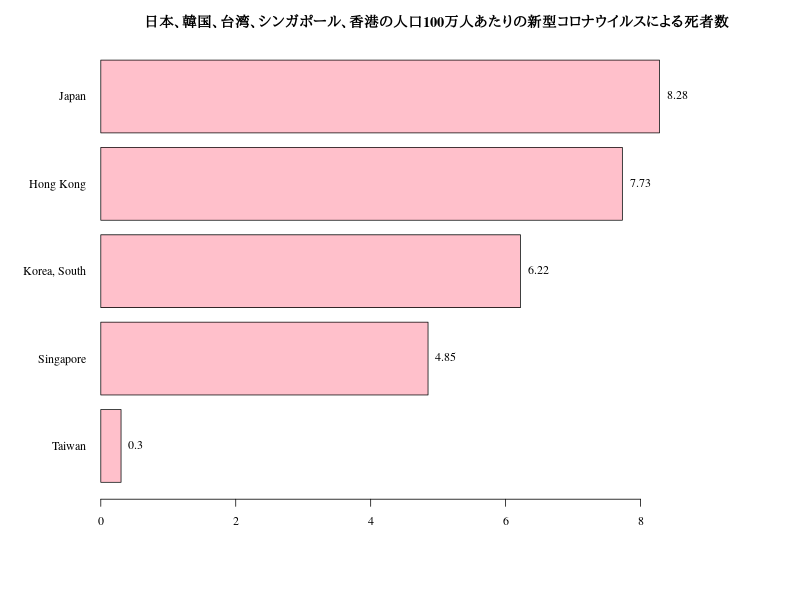 日本、韓国、台湾、シンガポール、香港の人口100万人あたりの新型コロナウイルスによる死者数
Japan 8.28
Hong Kong 7.73
Korea, South 6.22
Singapore 4.85
Taiwan 0.3
0 2 4 6 8